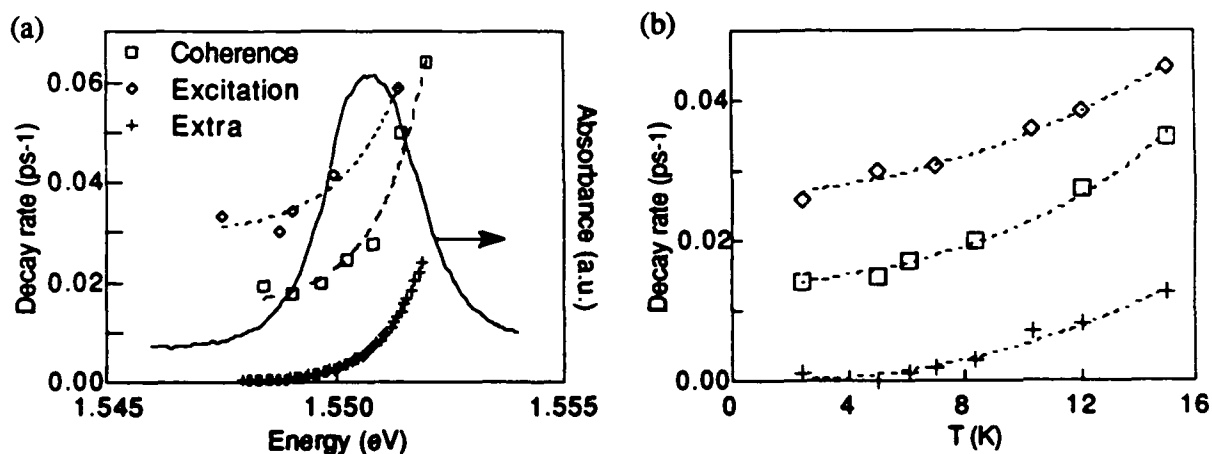 (a)
Coherence
Excitation
Extra
0.06
0.04
0.02
0.00
Decay rate (ps-1)
Absorbance (a.u.)
1.545
1.550
1.555
Energy (eV)
(b)
0.04
0.02
0.00
Decay rate (ps-1)
0
4
8
12
16
T (K)